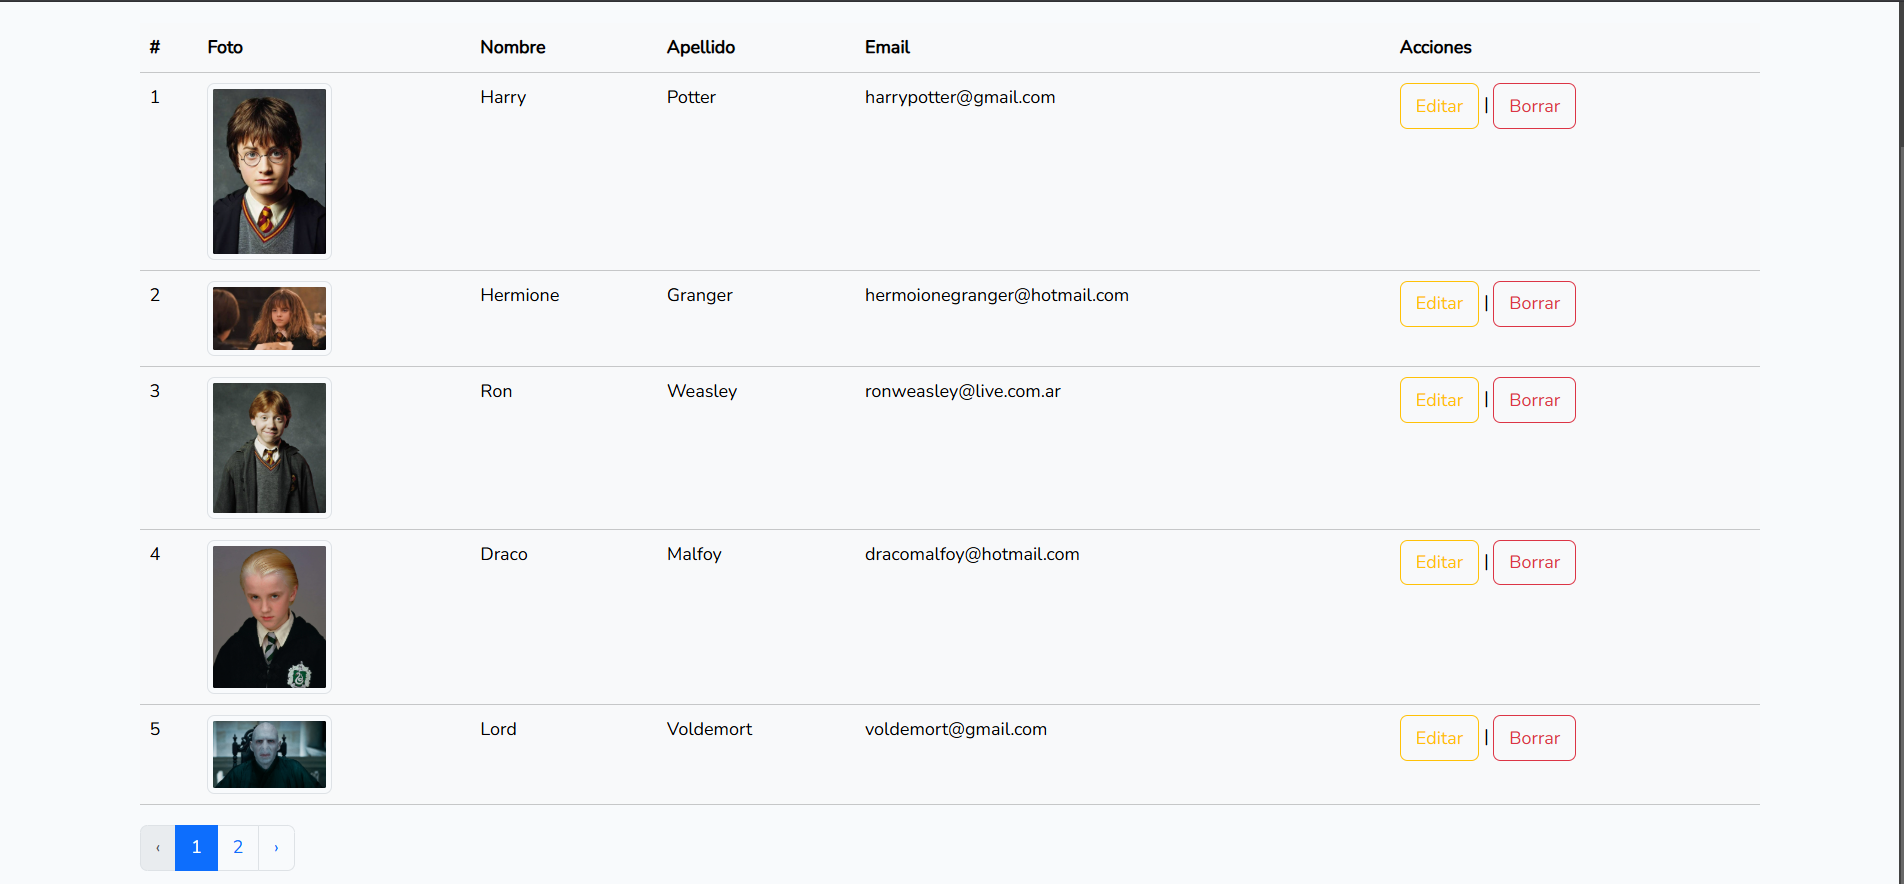 # Foto Nombre Apellido Email Acciones
1 Harry Potter harrypotter@gmail.com Editar | Borrar
2 Hermione Granger hermoionegranger@hotmail.com Editar | Borrar
3 Ron Weasley ronweasley@live.com.ar Editar | Borrar
4 Draco Malfoy dracomalfoy@hotmail.com Editar | Borrar
5 Lord Voldemort voldemort@gmail.com Editar | Borrar
‹ 1 2 ›